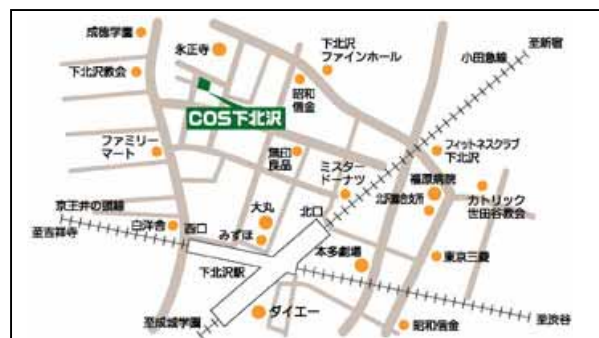 成徳学園
永正寺
下北沢
ファインホール
小田急線
至新宿
下北沢教会
昭和
信金
COS下北沢
ファミリー
マート
無印
良品
ミスター
ドーナツ
フィットネスクラブ
下北沢
福原病院
北沢総合支所
カトリック
世田谷教会
京王井の頭線
白洋舎
西口
大丸
みずほ
北口
至吉祥寺
本多劇場
東京三菱
下北沢駅
ダイエー
至成城学園
昭和信金
至渋谷